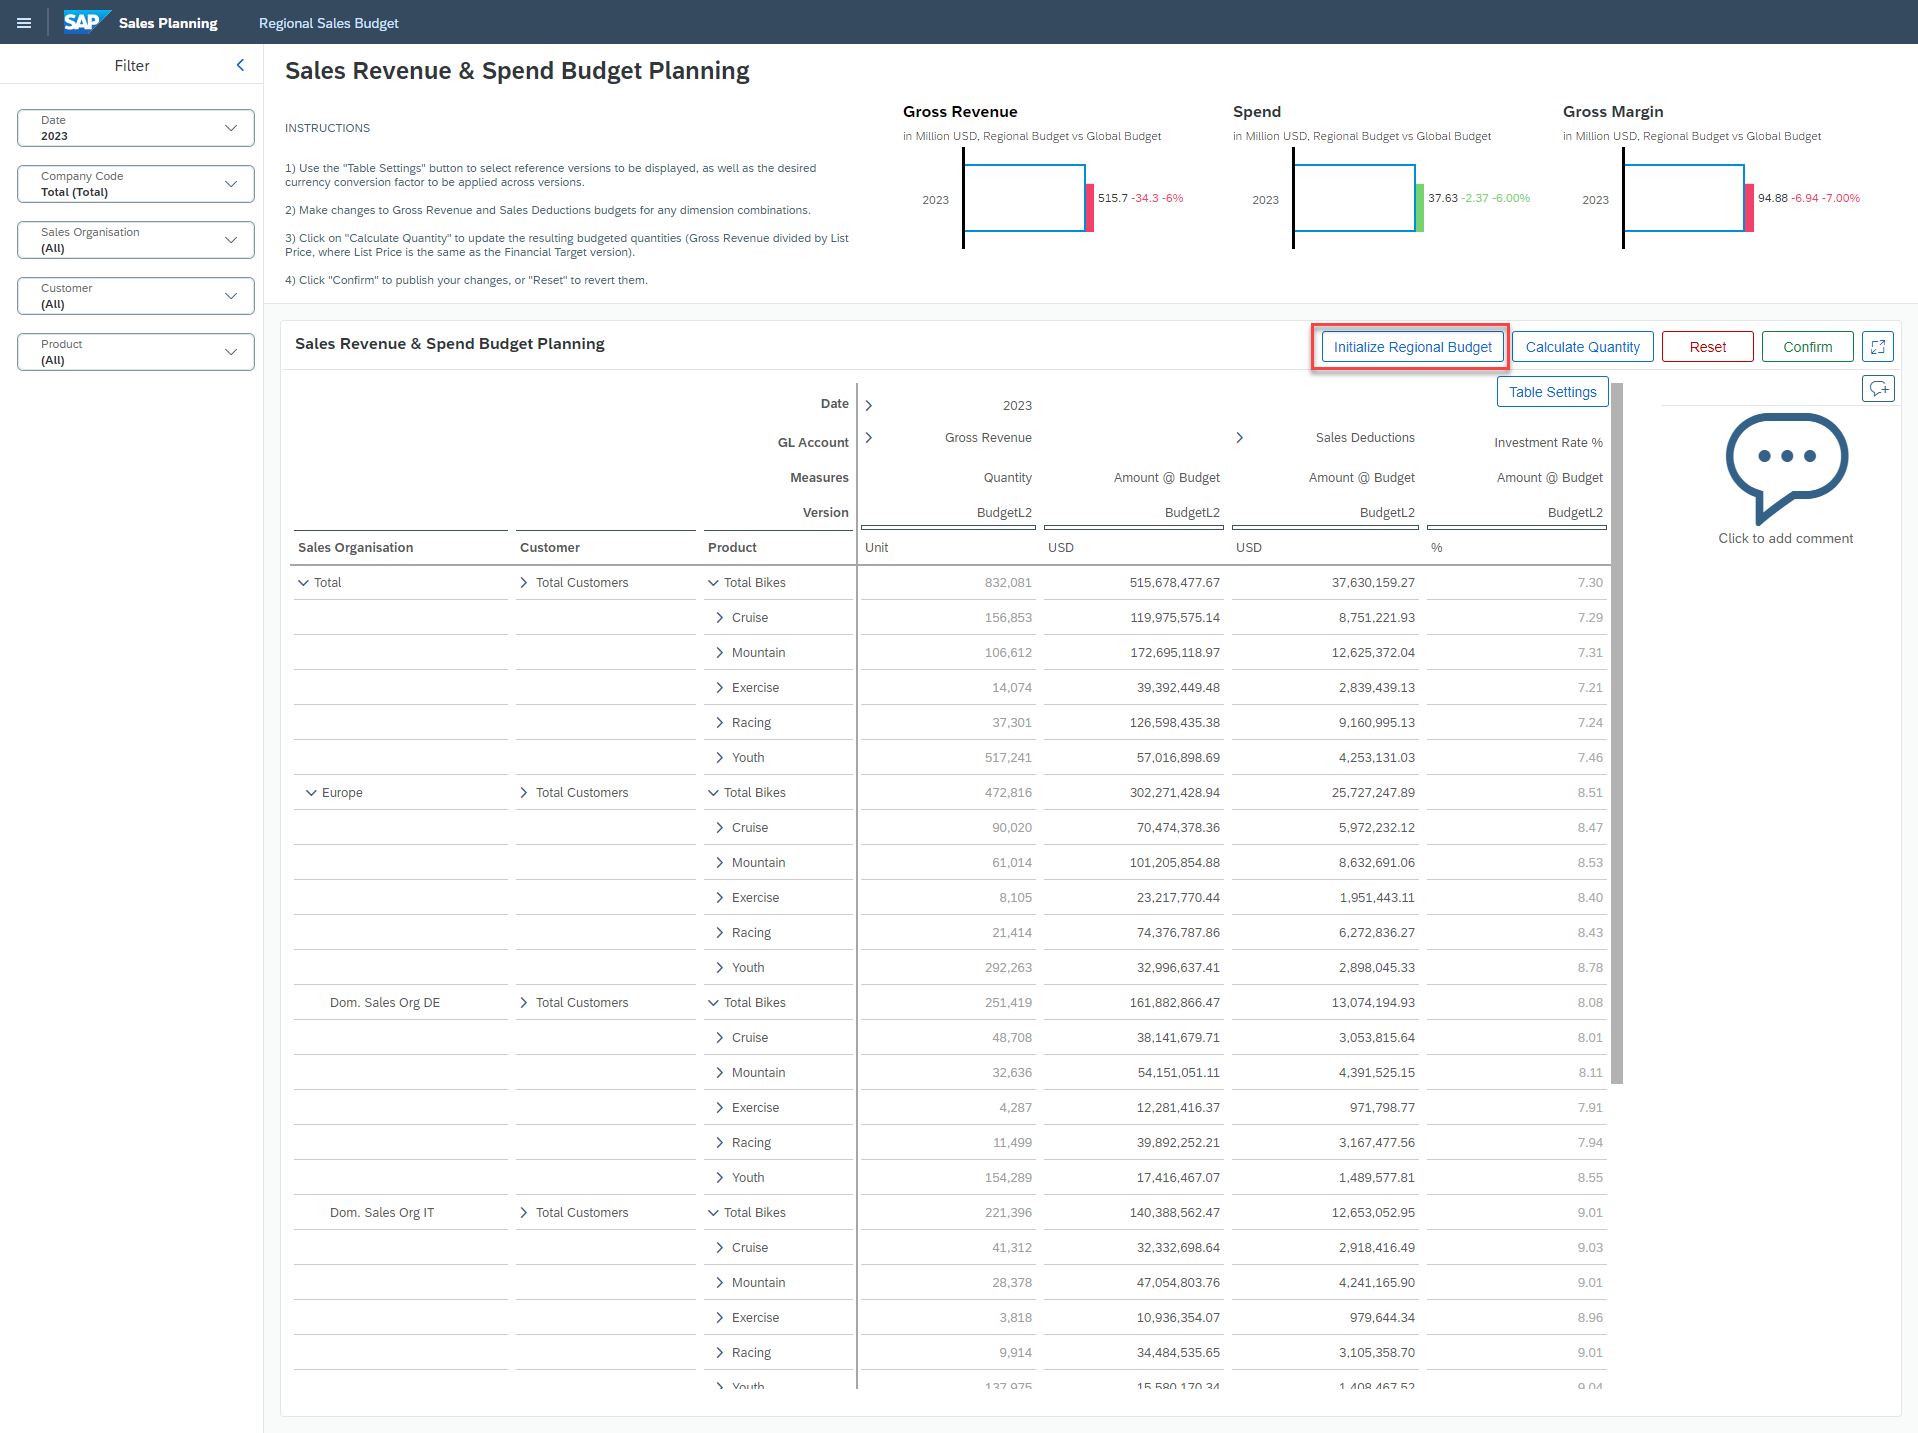 SAP Sales Planning Regional Sales Budget
Filter
Date
2023
Company Code
Total (Total)
Sales Organisation
(All)
Customer
(All)
Product
(All)
Sales Revenue & Spend Budget Planning
INSTRUCTIONS
1) Use the "Table Settings" button to select reference versions to be displayed, as well as the desired
currency conversion factor to be applied across versions.
2) Make changes to Gross Revenue and Sales Deductions budgets for any dimension combinations.
3) Click on "Calculate Quantity" to update the resulting budgeted quantities (Gross Revenue divided by List
Price, where List Price is the same as the Financial Target version).
4) Click "Confirm" to publish your changes, or "Reset" to revert them.
Gross Revenue
in Million USD, Regional Budget vs Global Budget
2023 515.7 -34.3 -6%
Spend
in Million USD, Regional Budget vs Global Budget
2023 37.63 -2.37 -6.00%
Gross Margin
in Million USD, Regional Budget vs Global Budget
2023 94.88 -6.94 -7.00%
Sales Revenue & Spend Budget Planning
Initialize Regional Budget Calculate Quantity Reset Confirm
Table Settings
Date 2023
GL Account Gross Revenue Sales Deductions Investment Rate %
Measures Quantity Amount @ Budget Amount @ Budget Amount @ Budget
Version BudgetL2 BudgetL2 BudgetL2 BudgetL2
Sales Organisation Customer Product Unit USD USD %
Total Total Customers Total Bikes 832,081 515,678,477.67 37,630,159.27 7.30
Cruise 156,853 119,975,575.14 8,751,221.93 7.29
Mountain 106,612 172,695,118.97 12,625,372.04 7.31
Exercise 14,074 39,392,449.48 2,839,439.13 7.21
Racing 37,301 126,598,435.38 9,160,995.13 7.24
Youth 517,241 57,016,898.69 4,253,131.03 7.46
Europe Total Customers Total Bikes 472,816 302,271,428.94 25,727,247.89 8.51
Cruise 90,020 70,474,378.36 5,972,232.12 8.47
Mountain 61,014 101,205,854.88 8,632,691.06 8.53
Exercise 8,105 23,217,770.44 1,951,443.11 8.40
Racing 21,414 74,376,787.86 6,272,836.27 8.43
Youth 292,263 32,996,637.41 2,898,045.33 8.78
Dom. Sales Org DE Total Customers Total Bikes 251,419 161,882,866.47 13,074,194.93 8.08
Cruise 48,708 38,141,679.71 3,053,815.64 8.01
Mountain 32,636 54,151,051.11 4,391,525.15 8.11
Exercise 4,287 12,281,416.37 971,798.77 7.91
Racing 11,499 39,892,252.21 3,167,477.56 7.94
Youth 154,289 17,416,467.07 1,489,577.81 8.55
Dom. Sales Org IT Total Customers Total Bikes 221,396 140,388,562.47 12,653,052.95 9.01
Cruise 41,312 32,332,698.64 2,918,416.49 9.03
Mountain 28,378 47,054,803.76 4,241,165.90 9.01
Exercise 3,818 10,936,354.07 979,644.34 8.96
Racing 9,914 34,484,535.65 3,105,358.70 9.01
Youth 137,975 15,580,170.34 1,408,467.52 9.04
Click to add comment